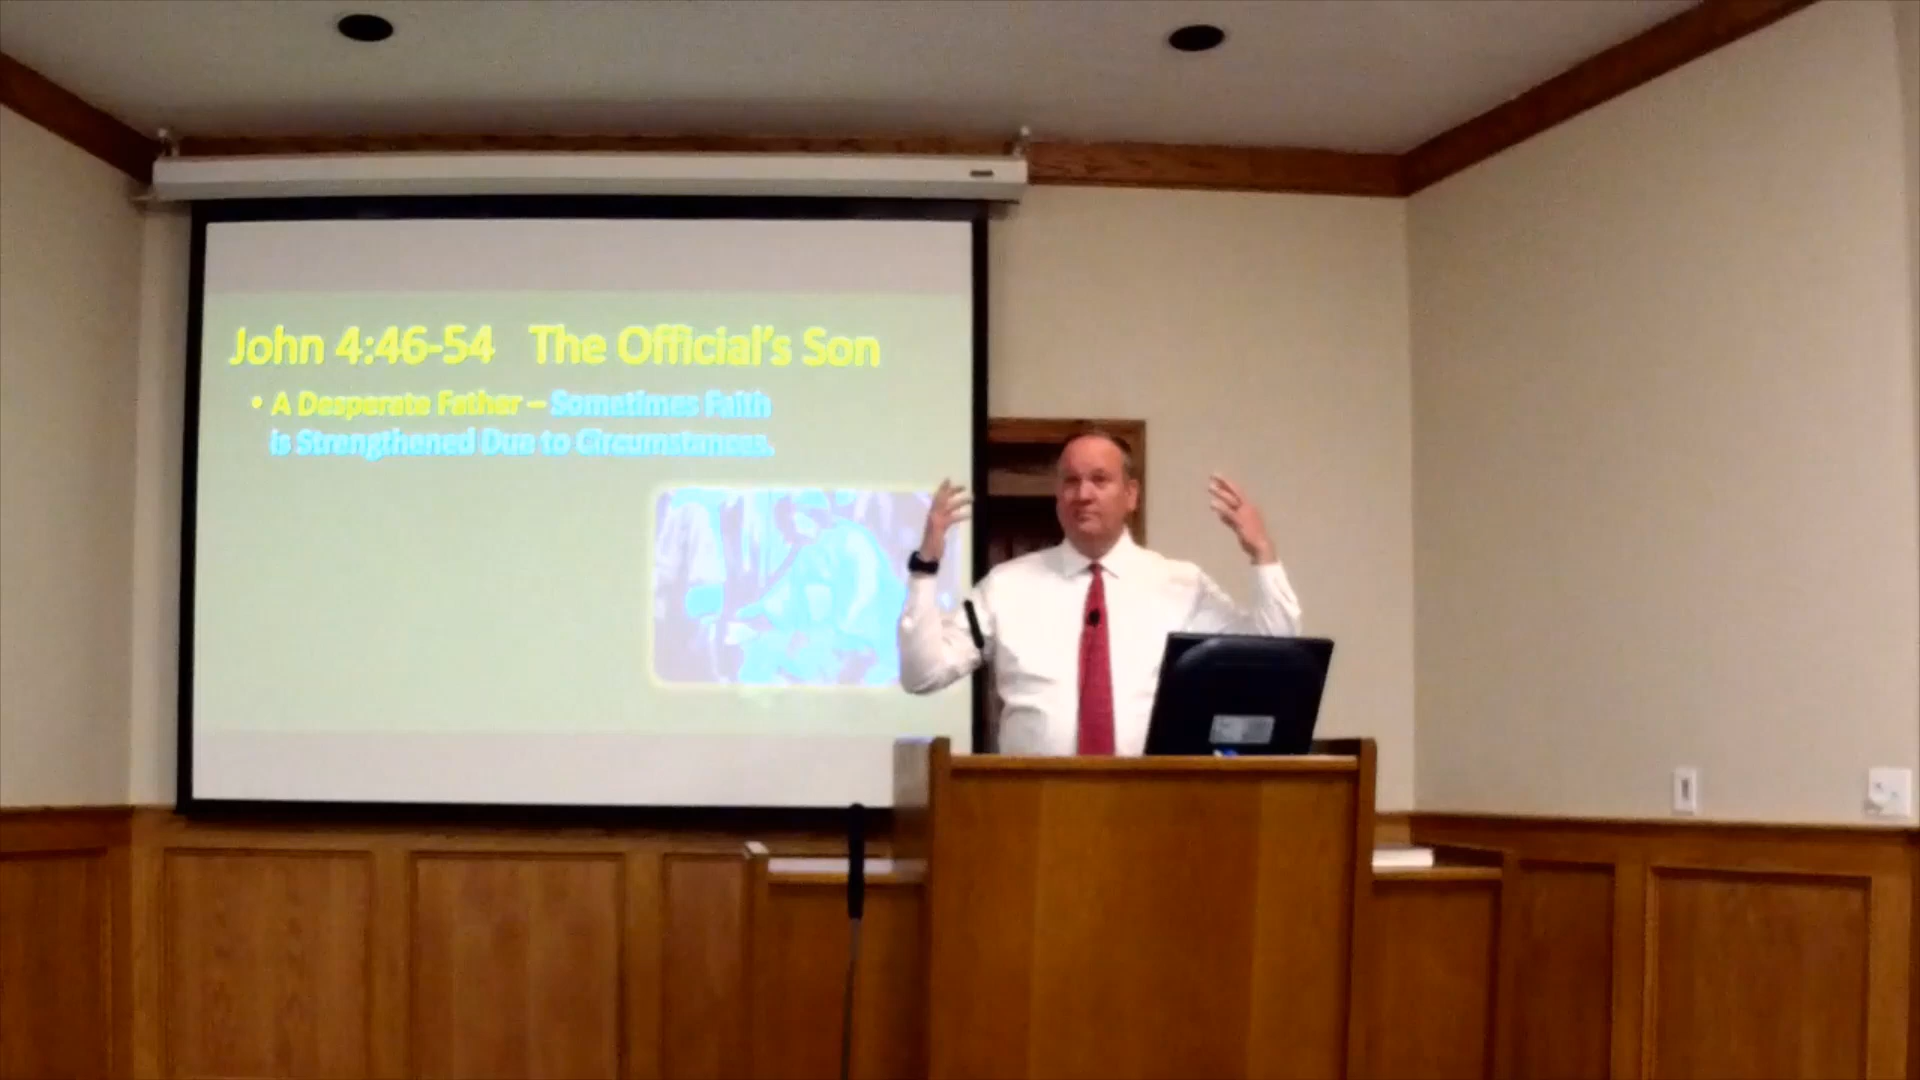 John 4:46-54 The Official's Son
• A Desperate Father – Sometimes Faith
is Strengthened Due to Circumstances.